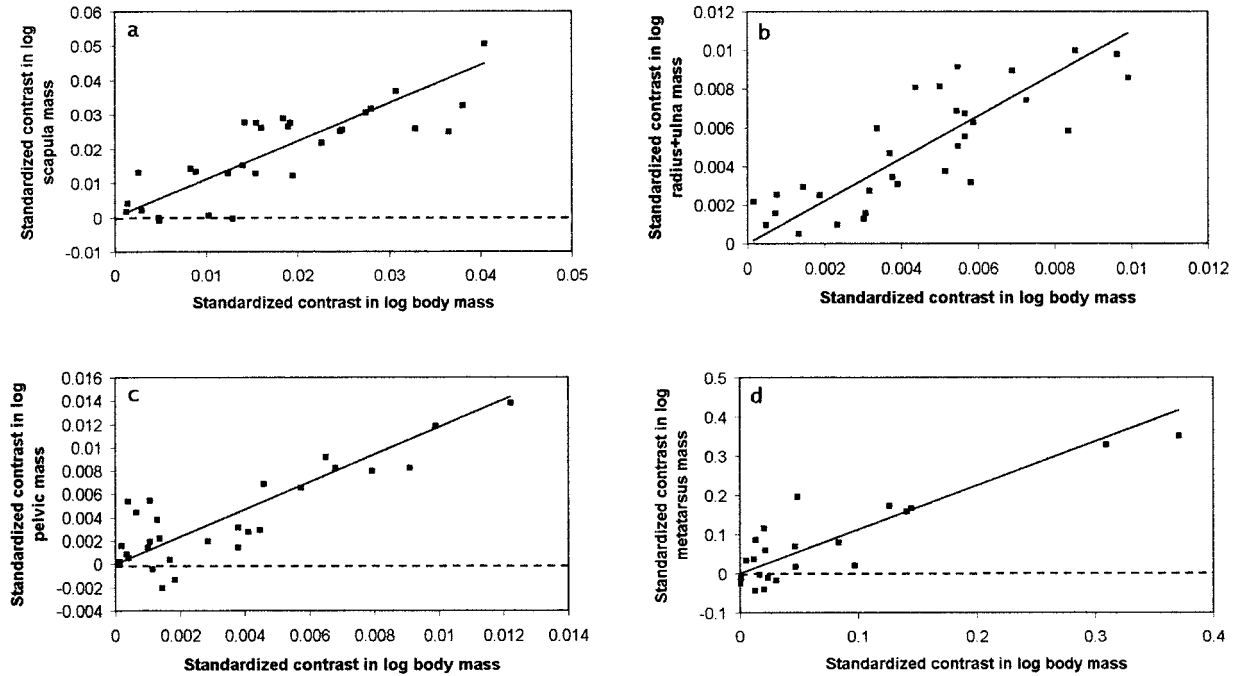 a
Standardized contrast in log
scapula mass
0.06
0.05
0.04
0.03
0.02
0.01
0
-0.01
0 0.01 0.02 0.03 0.04 0.05
Standardized contrast in log body mass
b
Standardized contrast in log
radius+ulna mass
0.012
0.01
0.008
0.006
0.004
0.002
0
0 0.002 0.004 0.006 0.008 0.01 0.012
Standardized contrast in log body mass
c
Standardized contrast in log
pelvic mass
0.016
0.014
0.012
0.01
0.008
0.006
0.004
0.002
0
-0.002
-0.004
0 0.002 0.004 0.006 0.008 0.01 0.012 0.014
Standardized contrast in log body mass
d
Standardized contrast in log
metatarsus mass
0.5
0.4
0.3
0.2
0.1
0
-0.1
0 0.1 0.2 0.3 0.4
Standardized contrast in log body mass